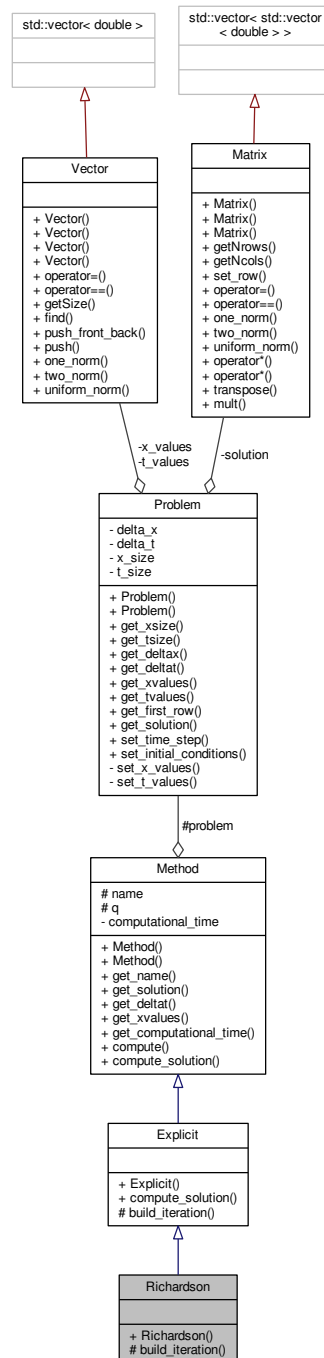 std::vector< double >
std::vector< std::vector
< double > >
Vector
+ Vector()
+ Vector()
+ Vector()
+ Vector()
+ operator=()
+ operator==()
+ getSize()
+ find()
+ push_front_back()
+ push()
+ one_norm()
+ two_norm()
+ uniform_norm()
Matrix
+ Matrix()
+ Matrix()
+ Matrix()
+ getNrows()
+ getNcols()
+ set_row()
+ operator=()
+ operator==()
+ one_norm()
+ two_norm()
+ uniform_norm()
+ operator*()
+ operator*()
+ transpose()
+ mult()
-x_values
-t_values
-solution
Problem
- delta_x
- delta_t
- x_size
- t_size
+ Problem()
+ Problem()
+ get_xsize()
+ get_tsize()
+ get_deltax()
+ get_deltat()
+ get_xvalues()
+ get_tvalues()
+ get_first_row()
+ get_solution()
+ set_time_step()
+ set_initial_conditions()
- set_x_values()
- set_t_values()
#problem
Method
# name
# q
- computational_time
+ Method()
+ Method()
+ get_name()
+ get_solution()
+ get_deltat()
+ get_xvalues()
+ get_computational_time()
+ compute()
+ compute_solution()
Explicit
+ Explicit()
+ compute_solution()
# build_iteration()
Richardson
+ Richardson()
# build_iteration()